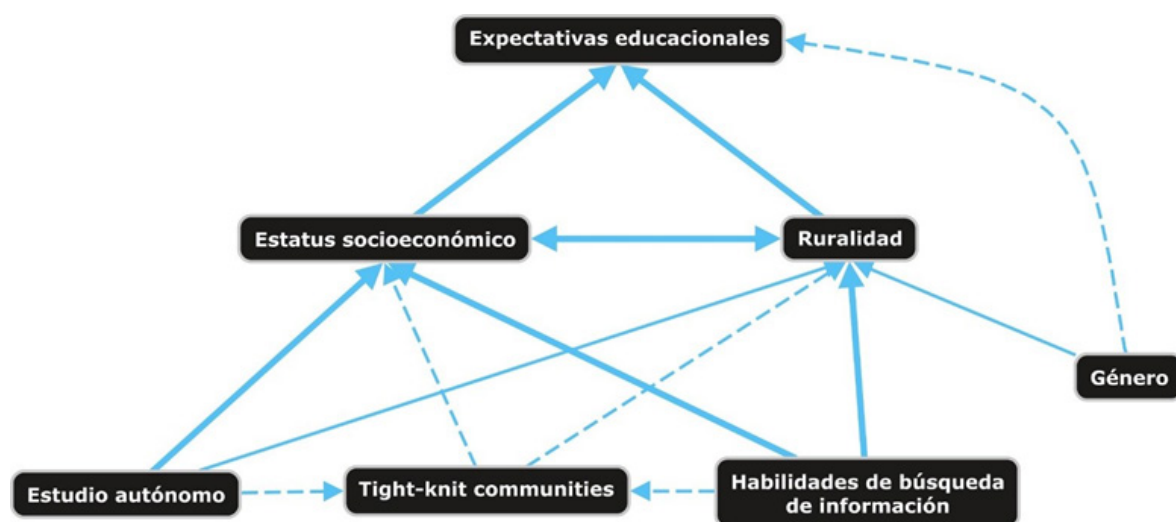 Expectativas educacionales
Estatus socioeconómico
Ruralidad
Género
Estudio autónomo
Tight-knit communities
Habilidades de búsqueda
de información